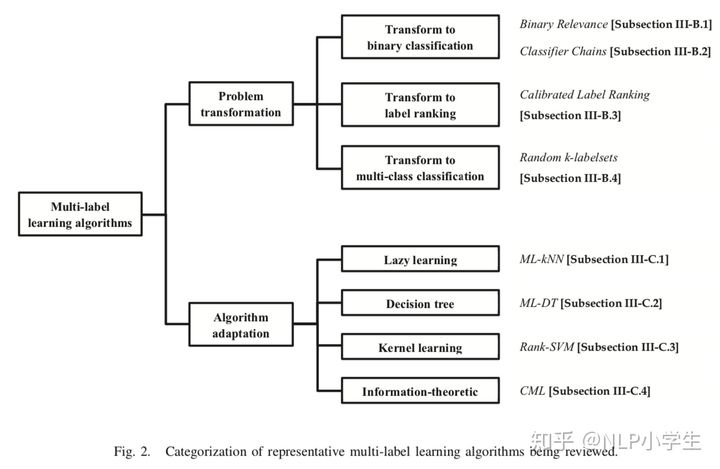 Transform to
binary classification
Binary Relevance [Subsection III-B.1]
Classifier Chains [Subsection III-B.2]
Problem
transformation
Transform to
label ranking
Calibrated Label Ranking
[Subsection III-B.3]
Transform to
multi-class classification
Random k-labelsets
[Subsection III-B.4]
Multi-label
learning algorithms
Lazy learning
ML-kNN [Subsection III-C.1]
Algorithm
adaptation
Decision tree
ML-DT [Subsection III-C.2]
Kernel learning
Rank-SVM [Subsection III-C.3]
Information-theoretic
CML [Subsection III-C.4]
知乎 @NLP小学生
Fig. 2. Categorization of representative multi-label learning algorithms being reviewed.